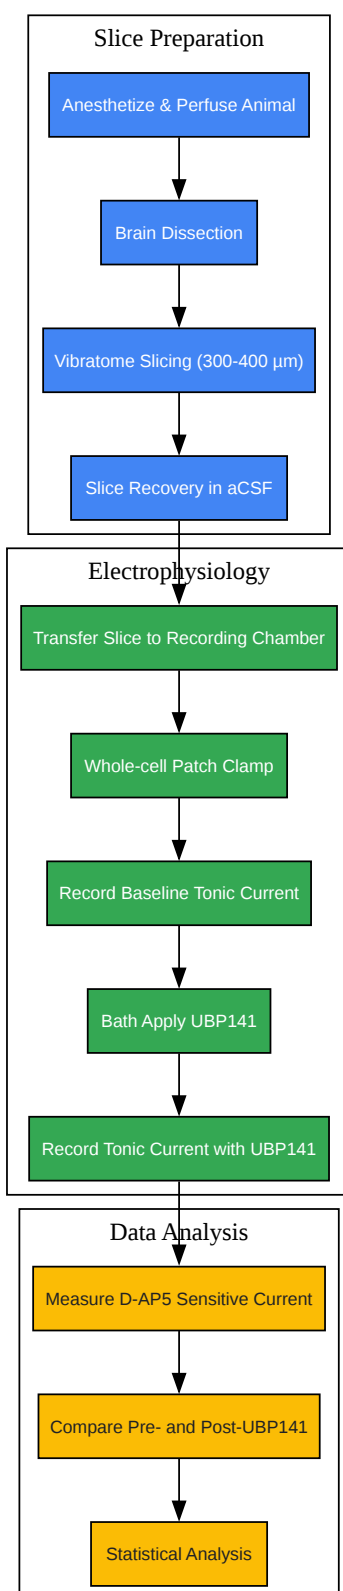 Slice Preparation
Anesthetize & Perfuse Animal
Brain Dissection
Vibratome Slicing (300-400 µm)
Slice Recovery in aCSF
Electrophysiology
Transfer Slice to Recording Chamber
Whole-cell Patch Clamp
Record Baseline Tonic Current
Bath Apply UBP141
Record Tonic Current with UBP141
Data Analysis
Measure D-AP5 Sensitive Current
Compare Pre- and Post-UBP141
Statistical Analysis